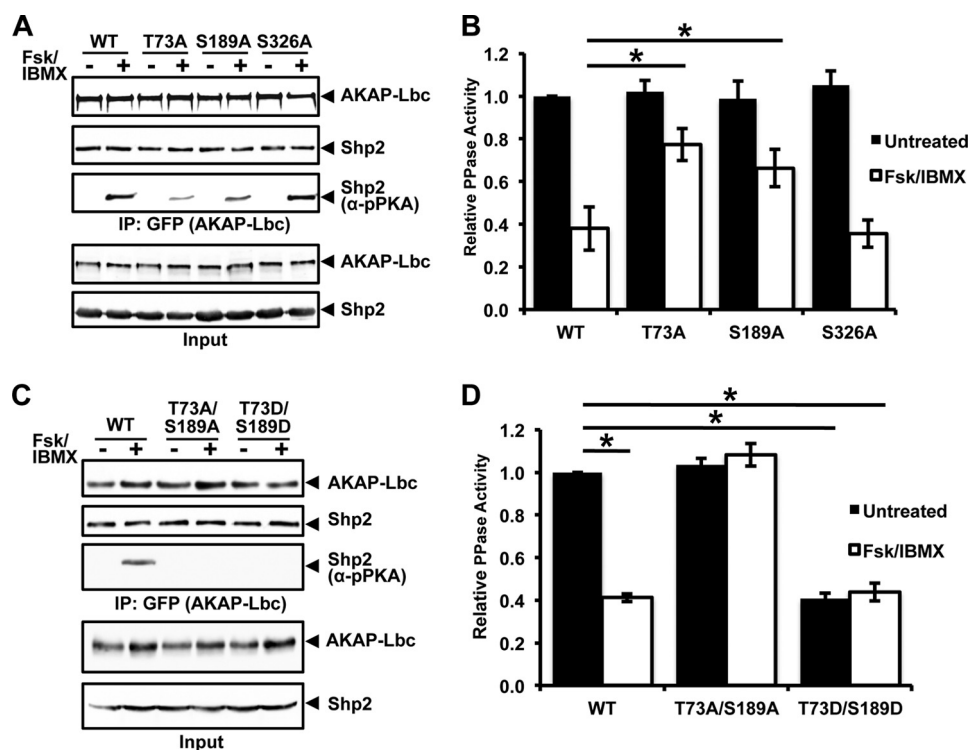 A
WT T73A S189A S326A
Fsk/
IBMX
- + - + - + - +
AKAP-Lbc
Shp2
Shp2
(α-pPKA)
IP: GFP (AKAP-Lbc)
AKAP-Lbc
Shp2
Input
B
Relative PPase Activity
1.2
1.0
0.8
0.6
0.4
0.2
0.0
*
*
Untreated
Fsk/IBMX
WT T73A S189A S326A
C
WT T73A/S189A T73D/S189D
Fsk/
IBMX
- + - + - +
AKAP-Lbc
Shp2
Shp2
(α-pPKA)
IP: GFP (AKAP-Lbc)
AKAP-Lbc
Shp2
Input
D
Relative PPase Activity
1.2
1.0
0.8
0.6
0.4
0.2
0.0
*
*
*
Untreated
Fsk/IBMX
WT T73A/S189A T73D/S189D